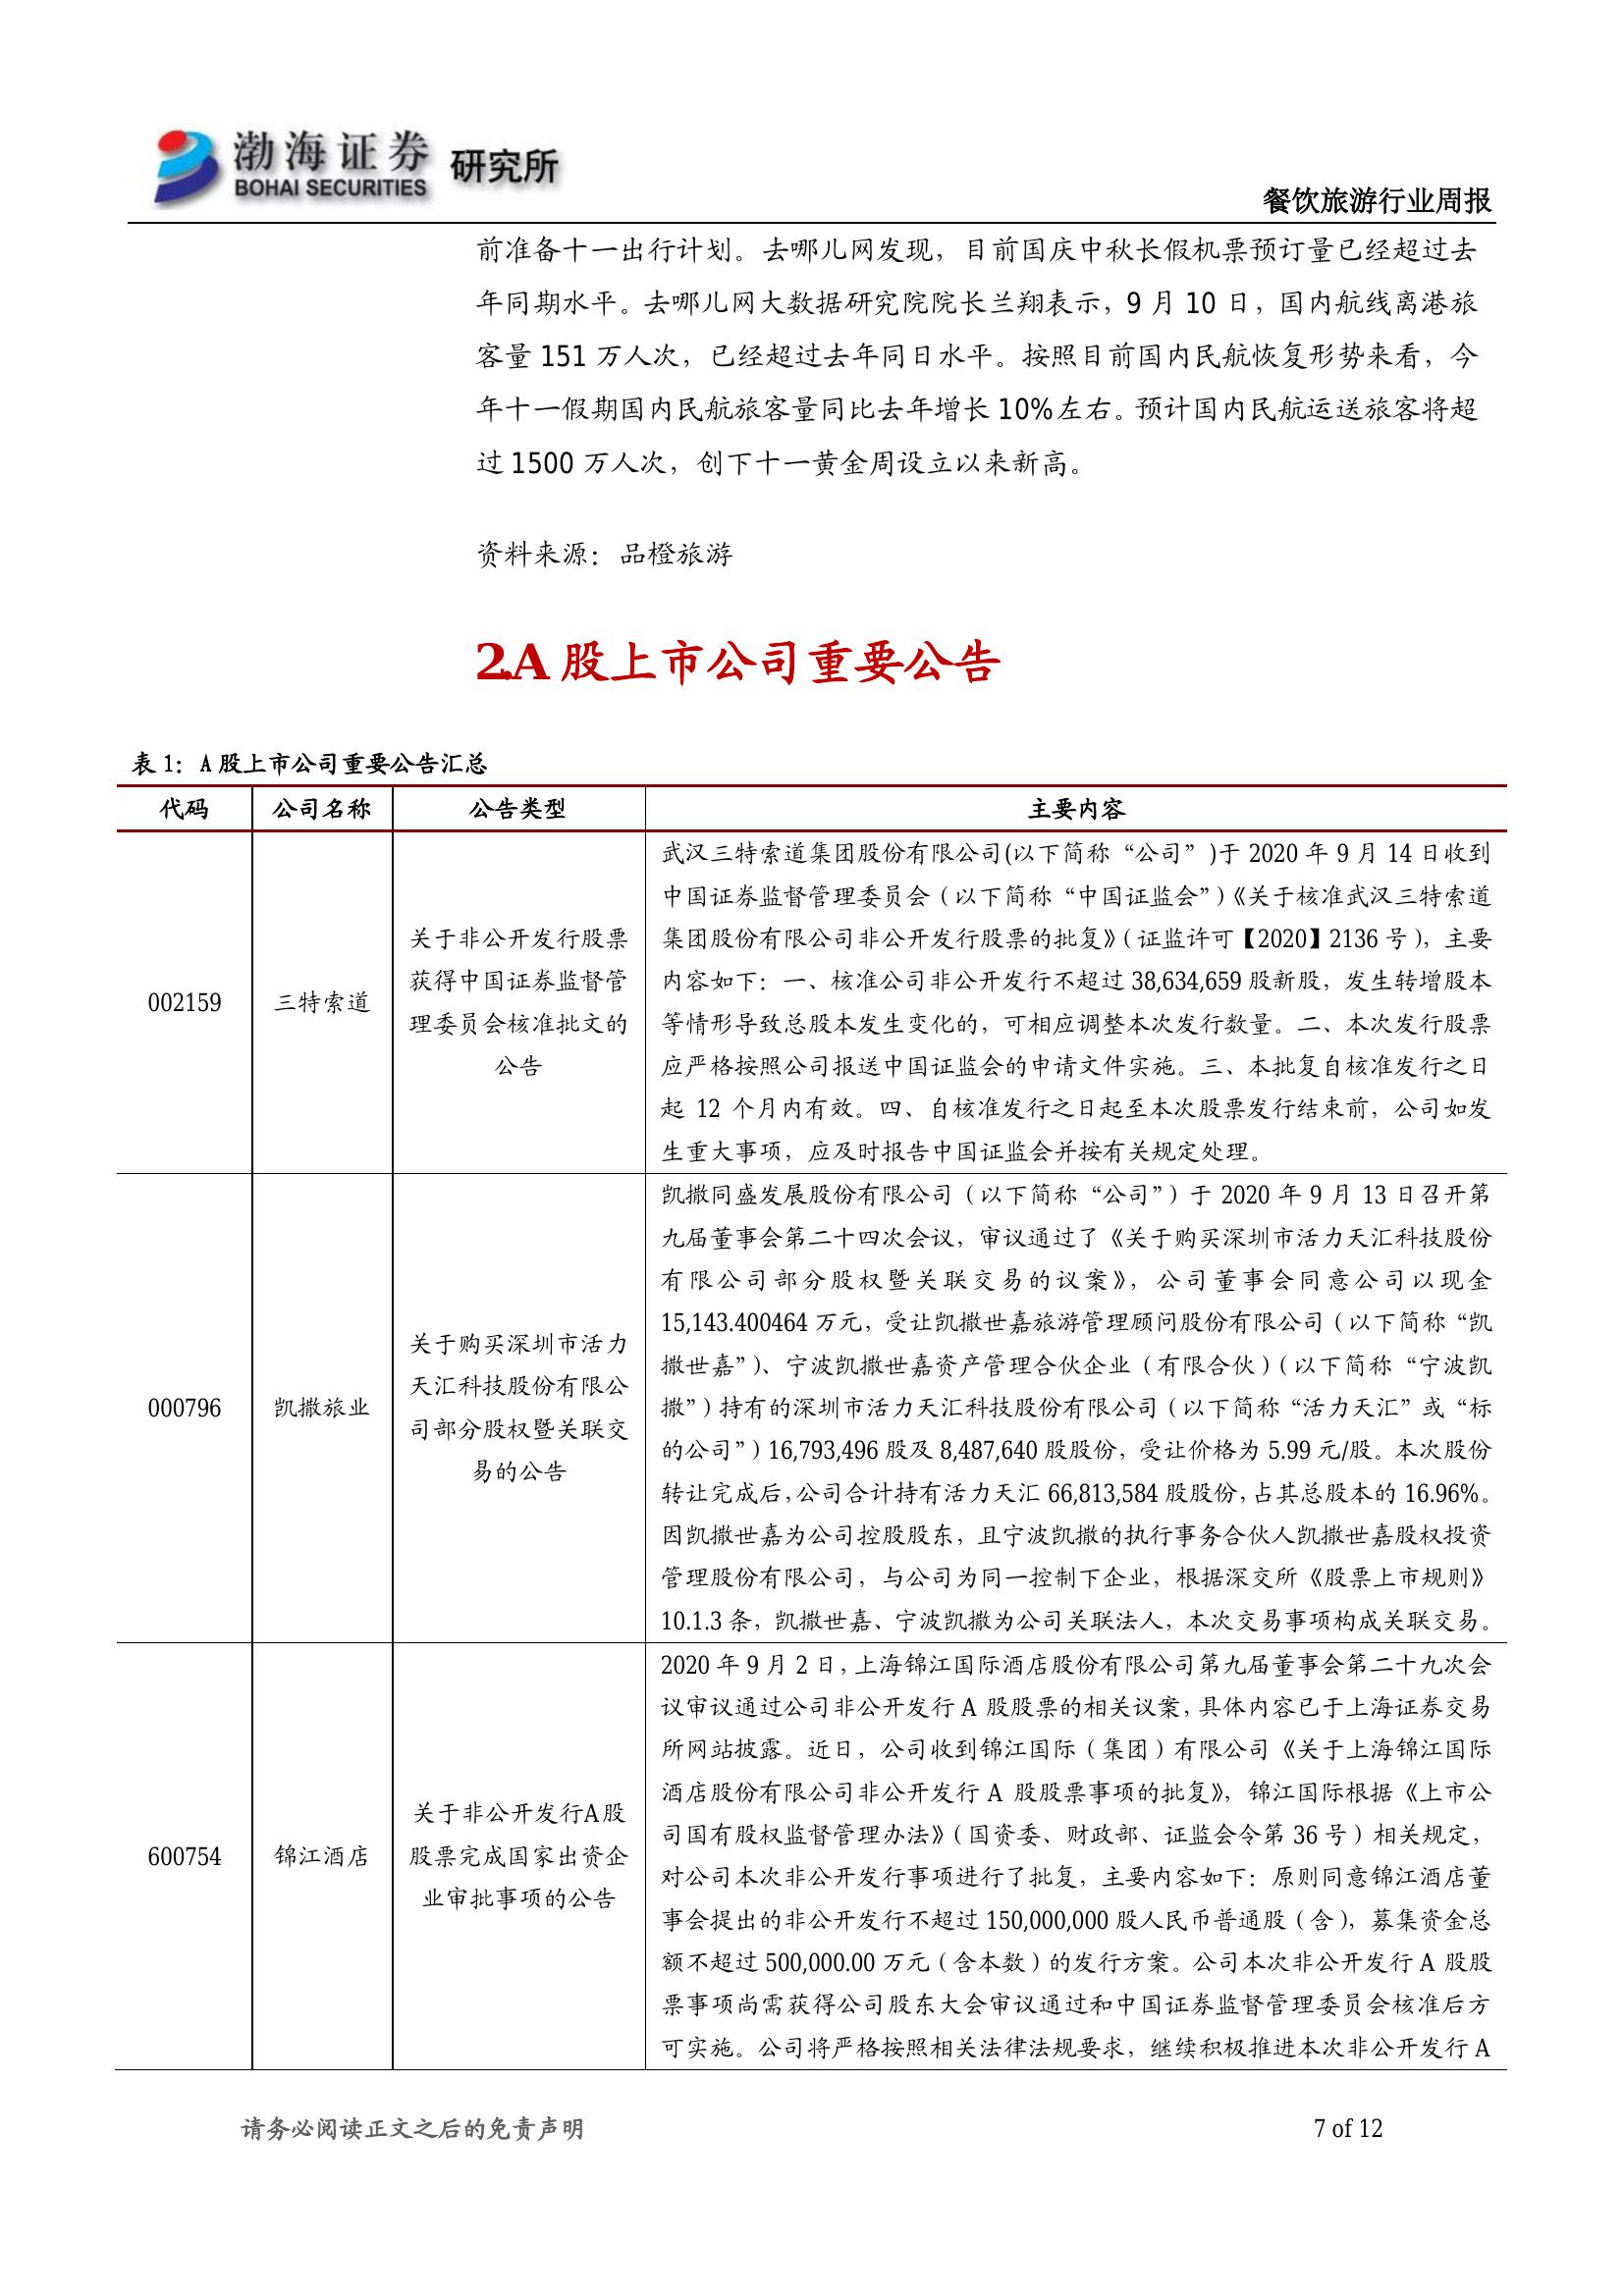 渤海证券 研究所
BOHAI SECURITIES
餐饮旅游行业周报
前准备十一出行计划。去哪儿网发现，目前国庆中秋长假机票预订量已经超过去
年同期水平。去哪儿网大数据研究院院长兰翔表示，9 月 10 日，国内航线离港旅
客量 151 万人次，已经超过去年同日水平。按照目前国内民航恢复形势来看，今
年十一假期国内民航旅客量同比去年增长 10%左右。预计国内民航运送旅客将超
过 1500 万人次，创下十一黄金周设立以来新高。
资料来源：品橙旅游
2.A 股上市公司重要公告
表 1：A 股上市公司重要公告汇总
代码 公司名称 公告类型 主要内容
002159
三特索道
关于非公开发行股票
获得中国证券监督管
理委员会核准批文的
公告
武汉三特索道集团股份有限公司(以下简称“公司” )于 2020 年 9 月 14 日收到
中国证券监督管理委员会（以下简称“中国证监会”）《关于核准武汉三特索道
集团股份有限公司非公开发行股票的批复》（证监许可【2020】2136 号），主要
内容如下：一、核准公司非公开发行不超过 38,634,659 股新股，发生转增股本
等情形导致总股本发生变化的，可相应调整本次发行数量。二、本次发行股票
应严格按照公司报送中国证监会的申请文件实施。三、本批复自核准发行之日
起 12 个月内有效。四、自核准发行之日起至本次股票发行结束前，公司如发
生重大事项，应及时报告中国证监会并按有关规定处理。
000796
凯撒旅业
关于购买深圳市活力
天汇科技股份有限公
司部分股权暨关联交
易的公告
凯撒同盛发展股份有限公司（以下简称“公司”）于 2020 年 9 月 13 日召开第
九届董事会第二十四次会议，审议通过了《关于购买深圳市活力天汇科技股份
有限公司部分股权暨关联交易的议案》，公司董事会同意公司以现金
15,143.400464 万元，受让凯撒世嘉旅游管理顾问股份有限公司（以下简称“凯
撒世嘉”）、宁波凯撒世嘉资产管理合伙企业（有限合伙）（以下简称“宁波凯
撒”）持有的深圳市活力天汇科技股份有限公司（以下简称“活力天汇”或“标
的公司”）16,793,496 股及 8,487,640 股股份，受让价格为 5.99 元/股。本次股份
转让完成后，公司合计持有活力天汇 66,813,584 股股份，占其总股本的 16.96%。
因凯撒世嘉为公司控股股东，且宁波凯撒的执行事务合伙人凯撒世嘉股权投资
管理股份有限公司，与公司为同一控制下企业，根据深交所《股票上市规则》
10.1.3 条，凯撒世嘉、宁波凯撒为公司关联法人，本次交易事项构成关联交易。
600754
锦江酒店
关于非公开发行A股
股票完成国家出资企
业审批事项的公告
2020 年 9 月 2 日，上海锦江国际酒店股份有限公司第九届董事会第二十九次会
议审议通过公司非公开发行 A 股股票的相关议案，具体内容已于上海证券交易
所网站披露。近日，公司收到锦江国际（集团）有限公司《关于上海锦江国际
酒店股份有限公司非公开发行 A 股股票事项的批复》，锦江国际根据《上市公
司国有股权监督管理办法》（国资委、财政部、证监会令第 36 号）相关规定，
对公司本次非公开发行事项进行了批复，主要内容如下：原则同意锦江酒店董
事会提出的非公开发行不超过 150,000,000 股人民币普通股（含），募集资金总
额不超过 500,000.00 万元（含本数）的发行方案。公司本次非公开发行 A 股股
票事项尚需获得公司股东大会审议通过和中国证券监督管理委员会核准后方
可实施。公司将严格按照相关法律法规要求，继续积极推进本次非公开发行 A
请务必阅读正文之后的免责声明
7 of 12